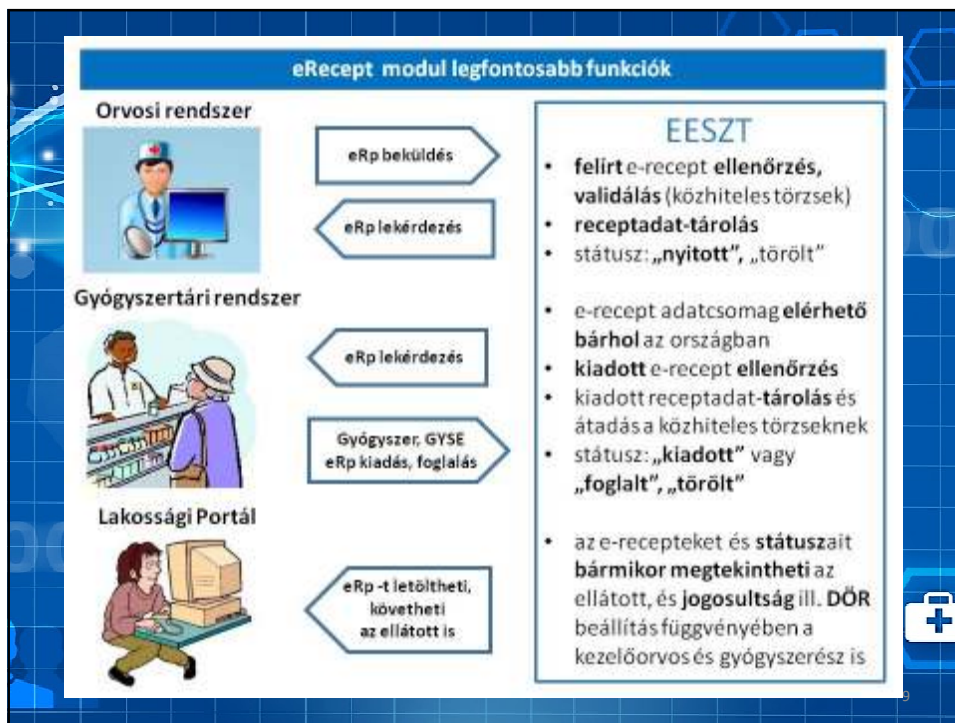 eRecept modul legfontosabb funkciók
Orvosi rendszer
eRp beküldés
eRp lekérdezés
Gyógyszertári rendszer
eRp lekérdezés
Gyógyszer, GYSE
eRp kiadás, foglalás
Lakossági Portál
eRp -t letöltheti,
követheti
az ellátott is
EESZT
• felírt e-recept ellenőrzés,
validálás (közhiteles törzsek)
• receptadat-tárolás
• státusz: „nyitott”, „törölt”
• e-recept adatcsomag elérhető
bárhol az országban
• kiadott e-recept ellenőrzés
• kiadott receptadat-tárolás és
átadás a közhiteles törzseknek
• státusz: „kiadott” vagy
„foglalt”, „törölt”
• az e-recepteket és státuszait
bármikor megtekintheti az
ellátott, és jogosultság ill. DÖR
beállítás függvényében a
kezelőorvos és gyógyszerész is
9